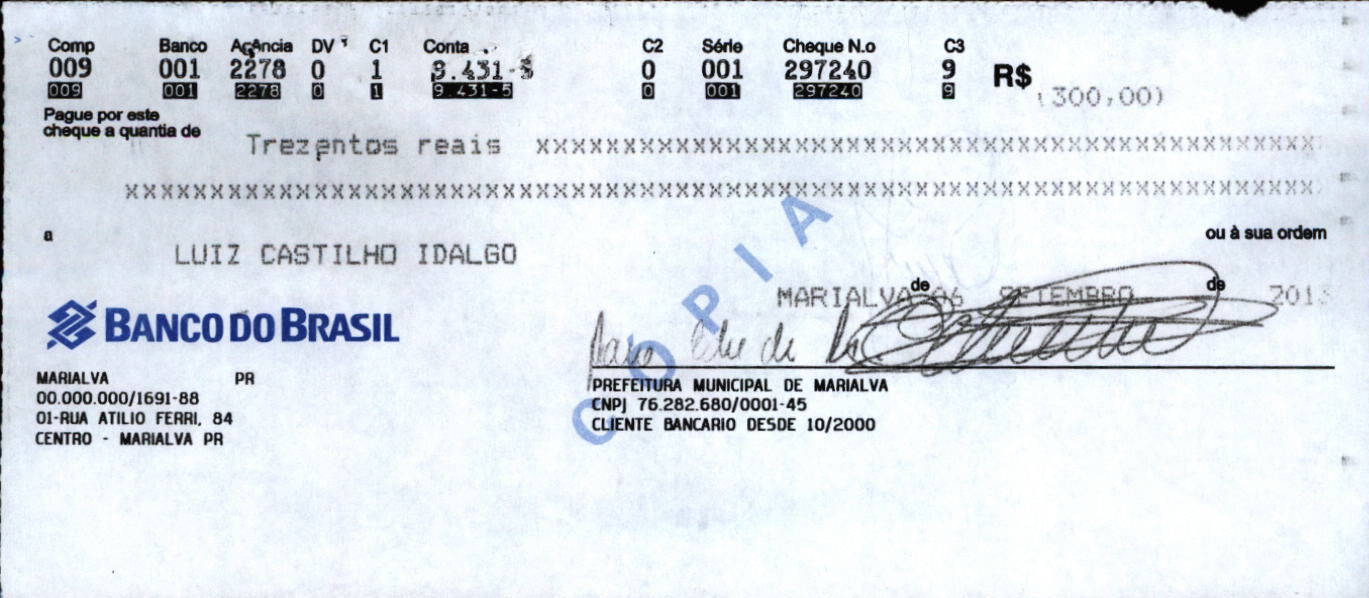 Comp Banco Agência DV C1 Conta C2 Série Cheque N.o C3
009 001 2278 0 1 9.431-5 0 001 297240 9 R$ (300,00)
009 001 2278 0 1 9.431-5 0 001 297240 9
Pague por este
cheque a quantia de Trezentos reais xxxxxxxxxxxxxxxxxxxxxxxxxxxxxxxxxxxxxxxxxxxxxxxxxxxxxxx
xxxxxxxxxxxxxxxxxxxxxxxxxxxxxxxxxxxxxxxxxxxxxxxxxxxxxxxxxxxxxxxxxxxxxxxxxxxxxxxxxxxx
a LUIZ CASTILHO IDALGO ou à sua ordem
MARIALVA de SETEMBRO de 2013
BANCO DO BRASIL
MARIALVA PR
00.000.000/1691-88
01-RUA ATILIO FERRI, 84
CENTRO - MARIALVA PR
PREFEITURA MUNICIPAL DE MARIALVA
CNPJ 76.282.680/0001-45
CLIENTE BANCARIO DESDE 10/2000
COPIA